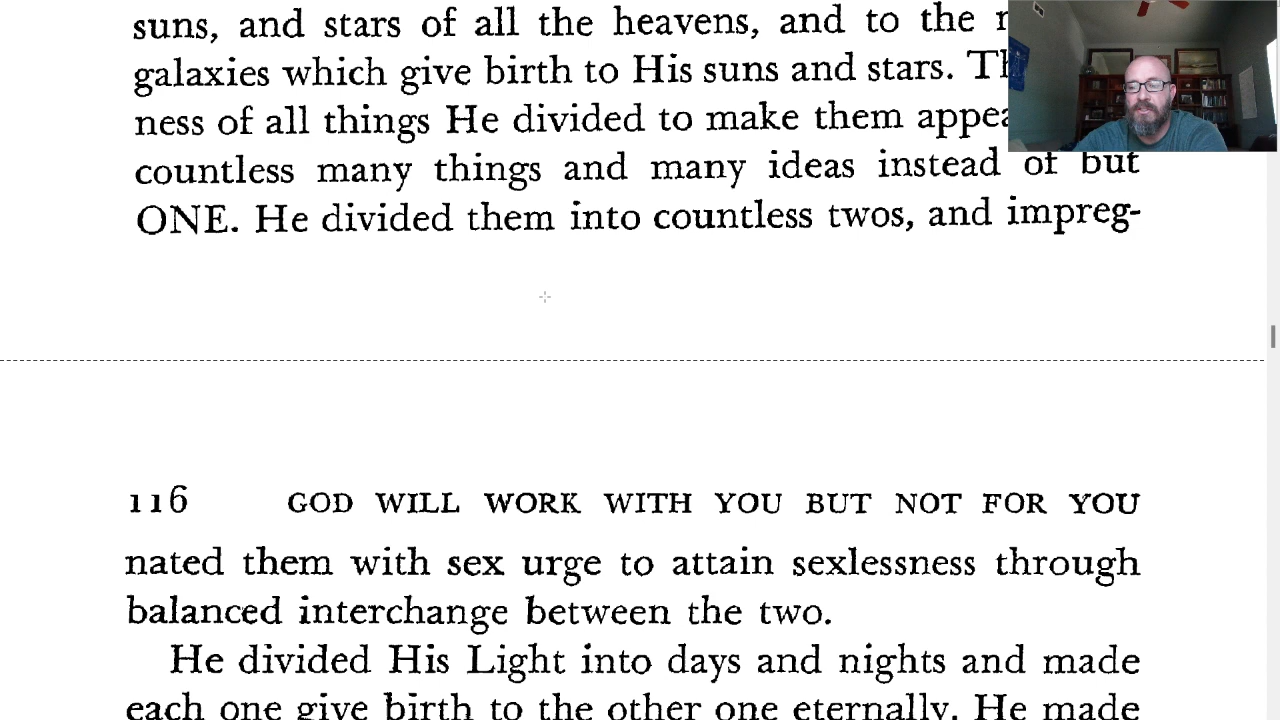 suns, and stars of all the heavens, and to the
galaxies which give birth to His suns and stars.
ness of all things He divided to make them
countless many things and many ideas instead of but
ONE. He divided them into countless twos, and impreg-
116 GOD WILL WORK WITH YOU BUT NOT FOR YOU
nated them with sex urge to attain sexlessness through
balanced interchange between the two.
He divided His Light into days and nights and made
each one give birth to the other one eternally. He made